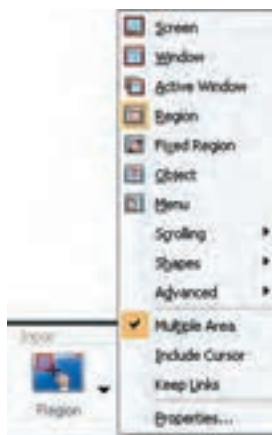 Screen
Window
Active Window
Region
Fixed Region
Object
Menu
Scrolling
Shapes
Advanced
Multiple Area
Include Cursor
Keep Links
Properties...
Input
Region